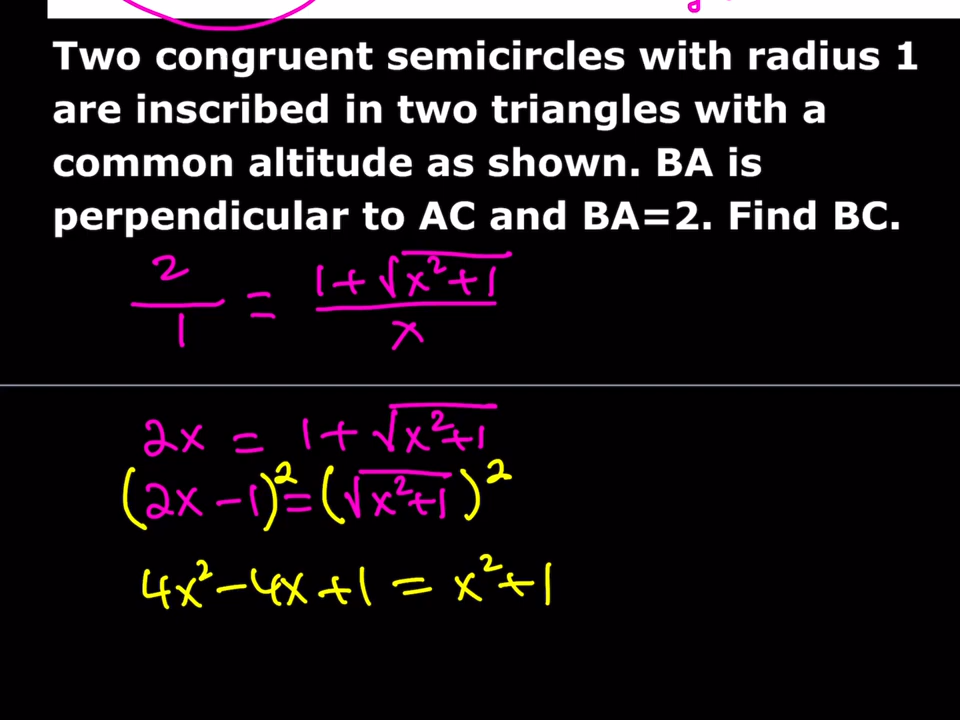 Two congruent semicircles with radius 1
are inscribed in two triangles with a
common altitude as shown. BA is
perpendicular to AC and BA=2. Find BC.
2/1 = (1+√(x²+1))/x
2x = 1+√(x²+1)
(2x-1)² = (√(x²+1))²
4x²-4x+1 = x²+1